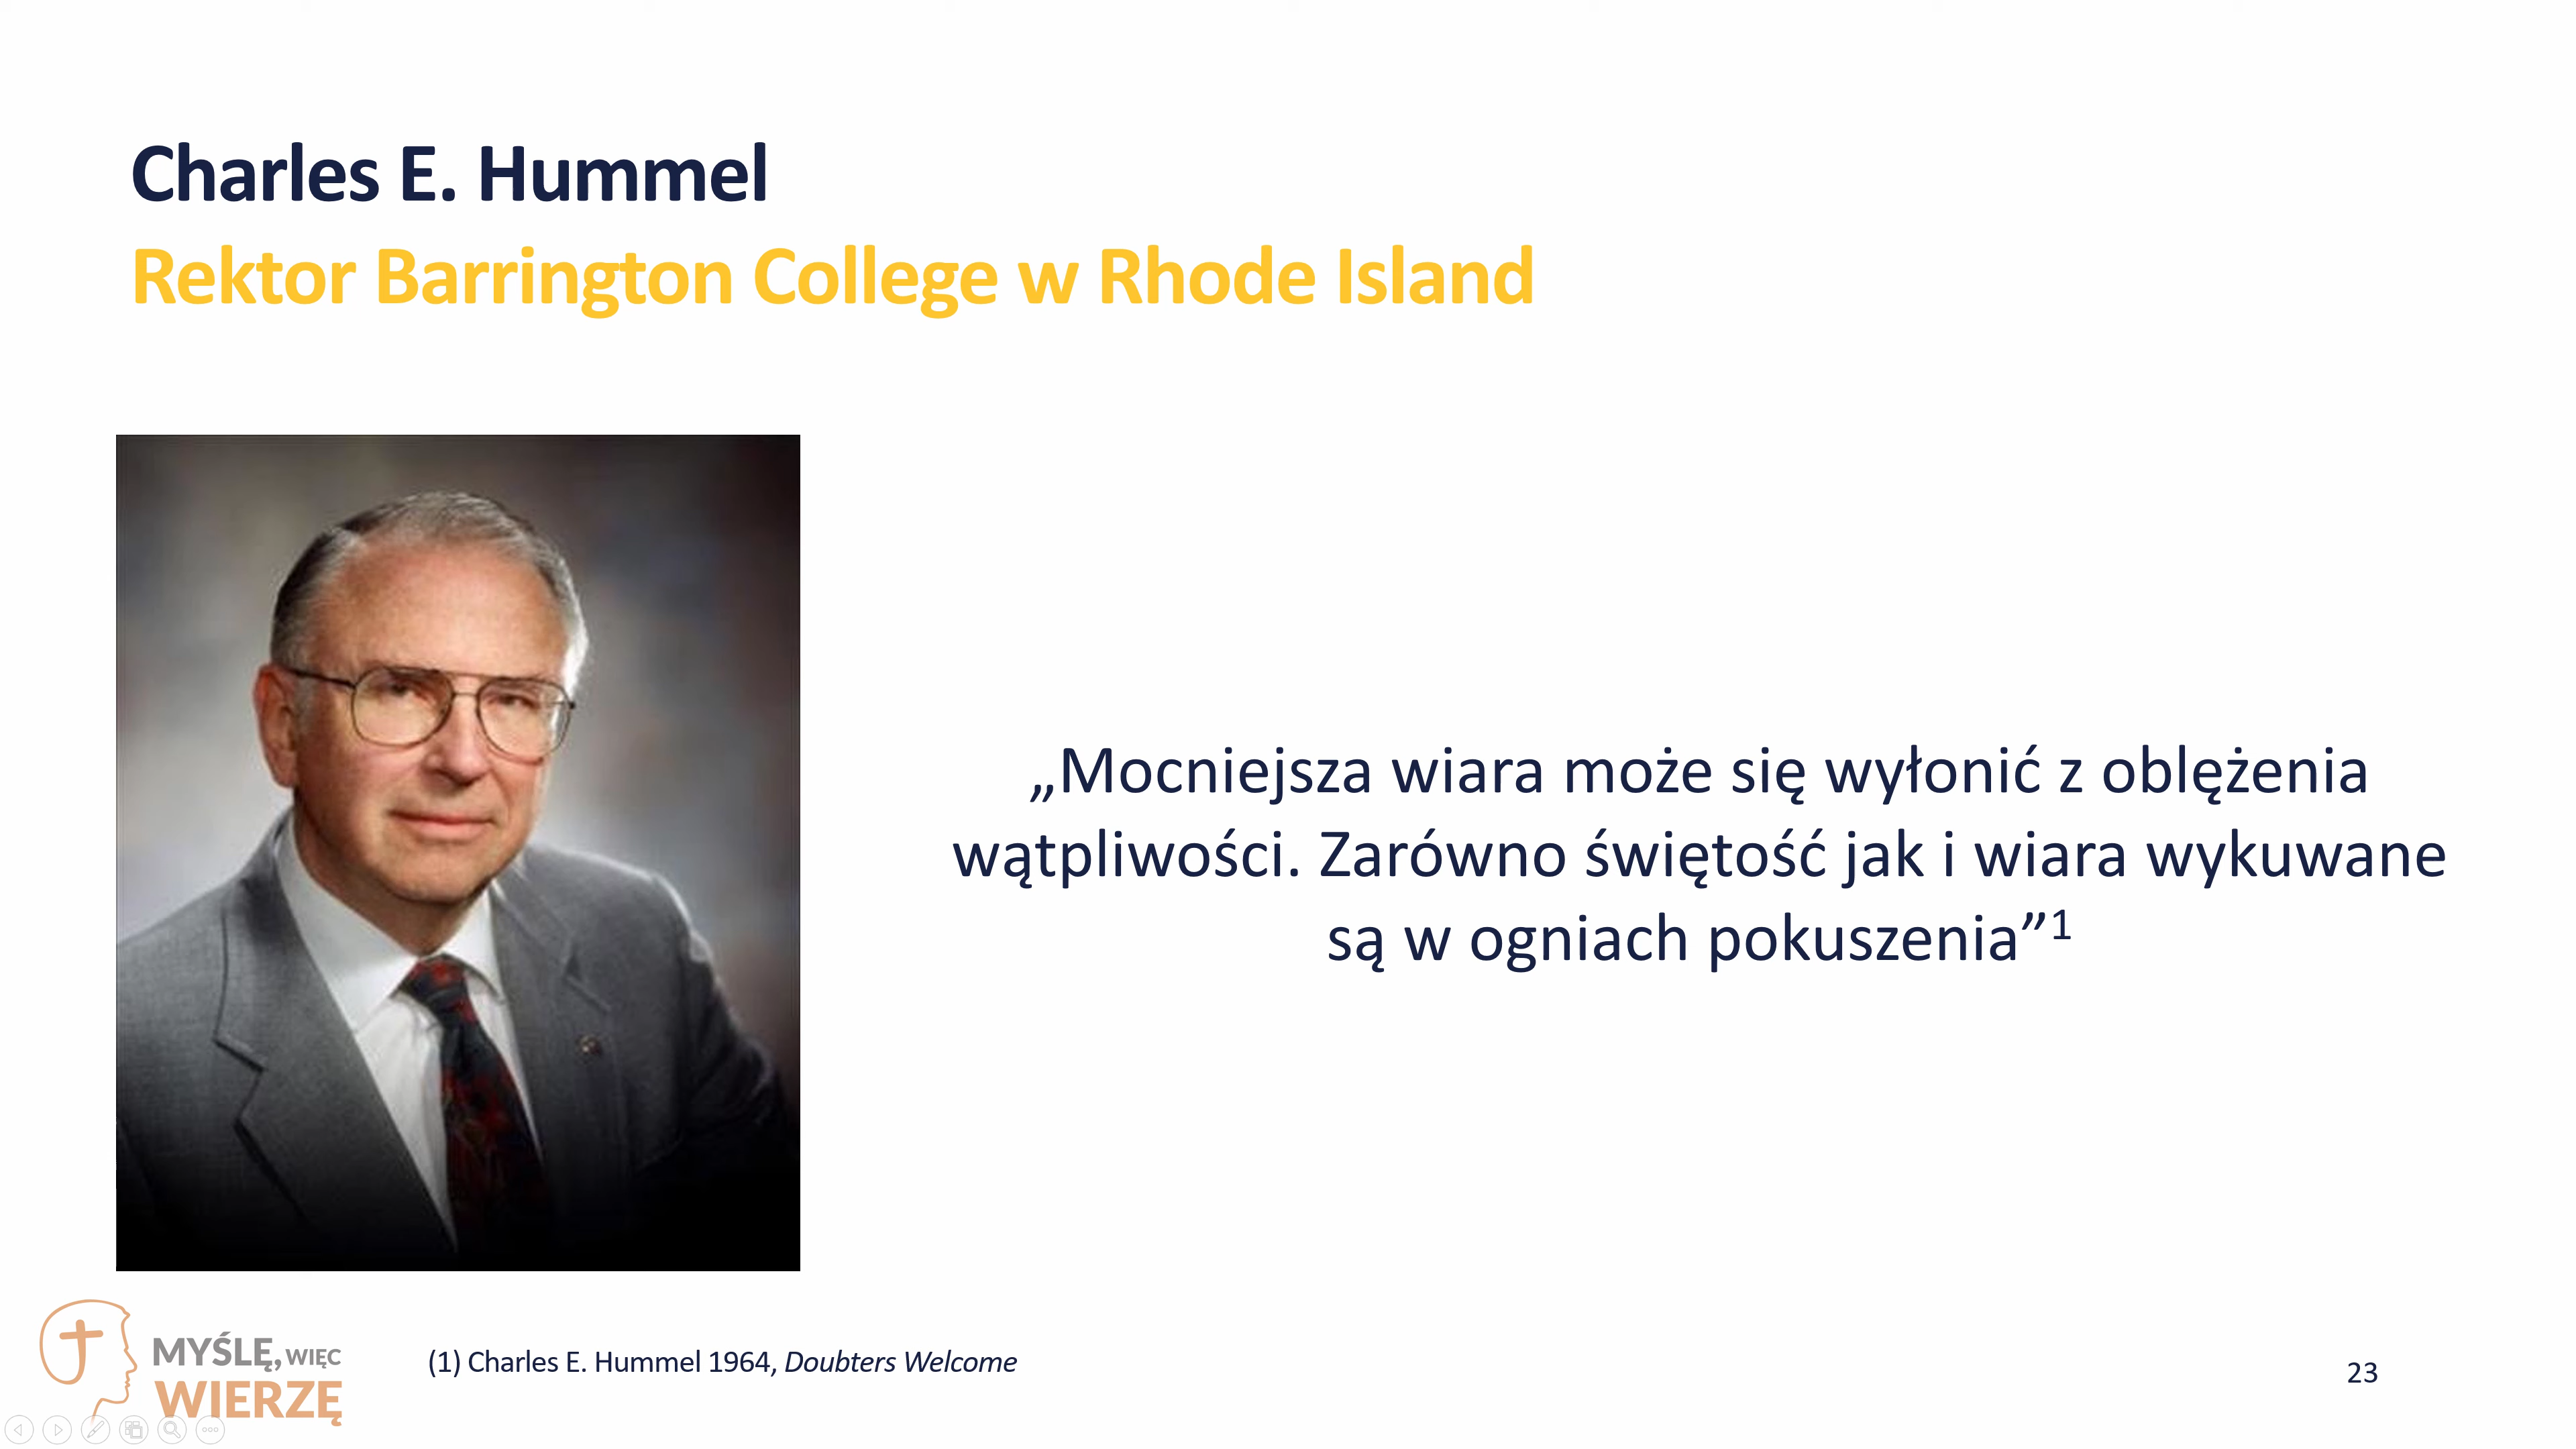 Charles E. Hummel
Rektor Barrington College w Rhode Island
„Mocniejsza wiara może się wyłonić z oblężenia
wątpliwości. Zarówno świętość jak i wiara wykuwane
są w ogniach pokuszenia”¹
MYŚLĘ, WIĘC
WIERZĘ
(1) Charles E. Hummel 1964, Doubters Welcome
23